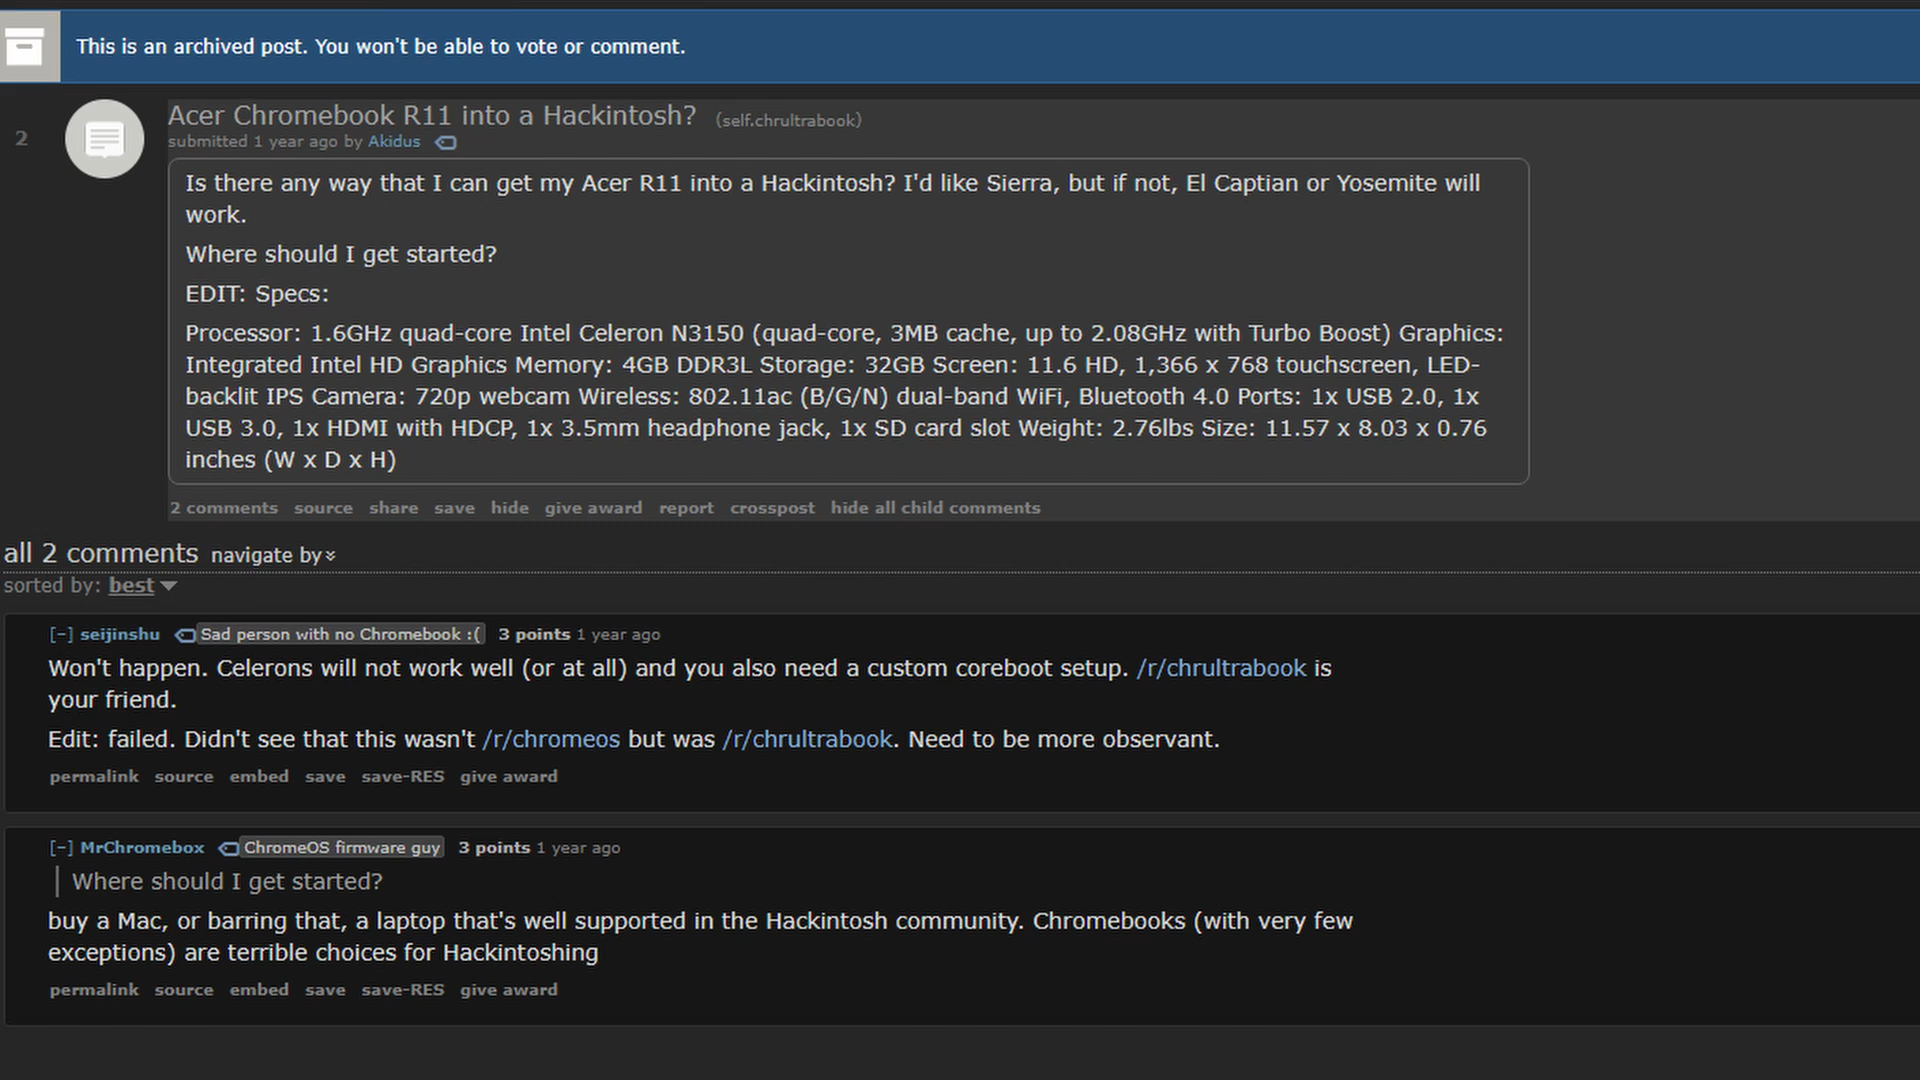 This is an archived post. You won't be able to vote or comment.
2
Acer Chromebook R11 into a Hackintosh? (self.chrultrabook)
submitted 1 year ago by Akidus
Is there any way that I can get my Acer R11 into a Hackintosh? I'd like Sierra, but if not, El Captian or Yosemite will
work.
Where should I get started?
EDIT: Specs:
Processor: 1.6GHz quad-core Intel Celeron N3150 (quad-core, 3MB cache, up to 2.08GHz with Turbo Boost) Graphics:
Integrated Intel HD Graphics Memory: 4GB DDR3L Storage: 32GB Screen: 11.6 HD, 1,366 x 768 touchscreen, LED-
backlit IPS Camera: 720p webcam Wireless: 802.11ac (B/G/N) dual-band WiFi, Bluetooth 4.0 Ports: 1x USB 2.0, 1x
USB 3.0, 1x HDMI with HDCP, 1x 3.5mm headphone jack, 1x SD card slot Weight: 2.76lbs Size: 11.57 x 8.03 x 0.76
inches (W x D x H)
2 comments source share save hide give award report crosspost hide all child comments
all 2 comments navigate by
sorted by: best
[-] seijinshu Sad person with no Chromebook :( 3 points 1 year ago
Won't happen. Celerons will not work well (or at all) and you also need a custom coreboot setup. /r/chrultrabook is
your friend.
Edit: failed. Didn't see that this wasn't /r/chromeos but was /r/chrultrabook. Need to be more observant.
permalink source embed save save-RES give award
[-] MrChromebox ChromeOS firmware guy 3 points 1 year ago
Where should I get started?
buy a Mac, or barring that, a laptop that's well supported in the Hackintosh community. Chromebooks (with very few
exceptions) are terrible choices for Hackintoshing
permalink source embed save save-RES give award